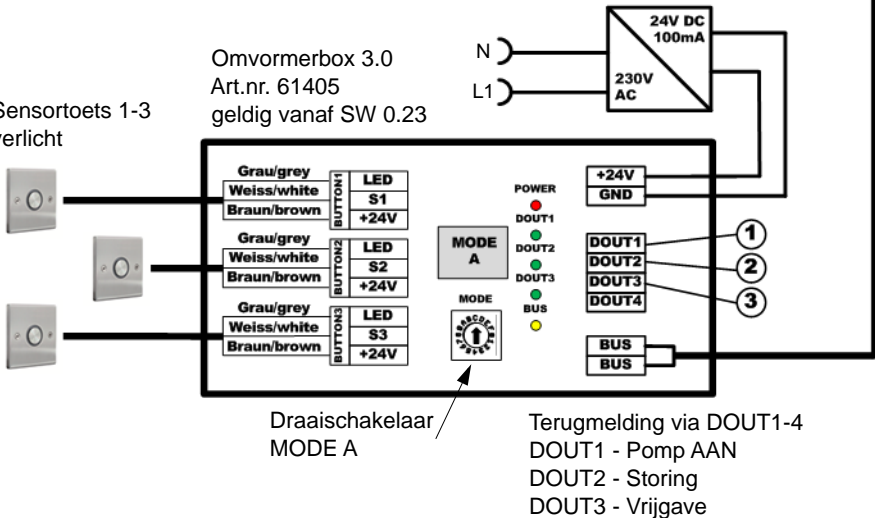 24V DC
100mA
230V
AC
N
L1
Omvormerbox 3.0
Art.nr. 61405
geldig vanaf SW 0.23
Sensortoets 1-3
verlicht
Grau/grey
Weiss/white
Braun/brown
BUTTON1
LED
S1
+24V
Grau/grey
Weiss/white
Braun/brown
BUTTON2
LED
S2
+24V
Grau/grey
Weiss/white
Braun/brown
BUTTON3
LED
S3
+24V
MODE
A
MODE
POWER
DOUT1
DOUT2
DOUT3
BUS
+24V
GND
DOUT1
DOUT2
DOUT3
DOUT4
1
2
3
BUS
BUS
Draaischakelaar
MODE A
Terugmelding via DOUT1-4
DOUT1 - Pomp AAN
DOUT2 - Storing
DOUT3 - Vrijgave